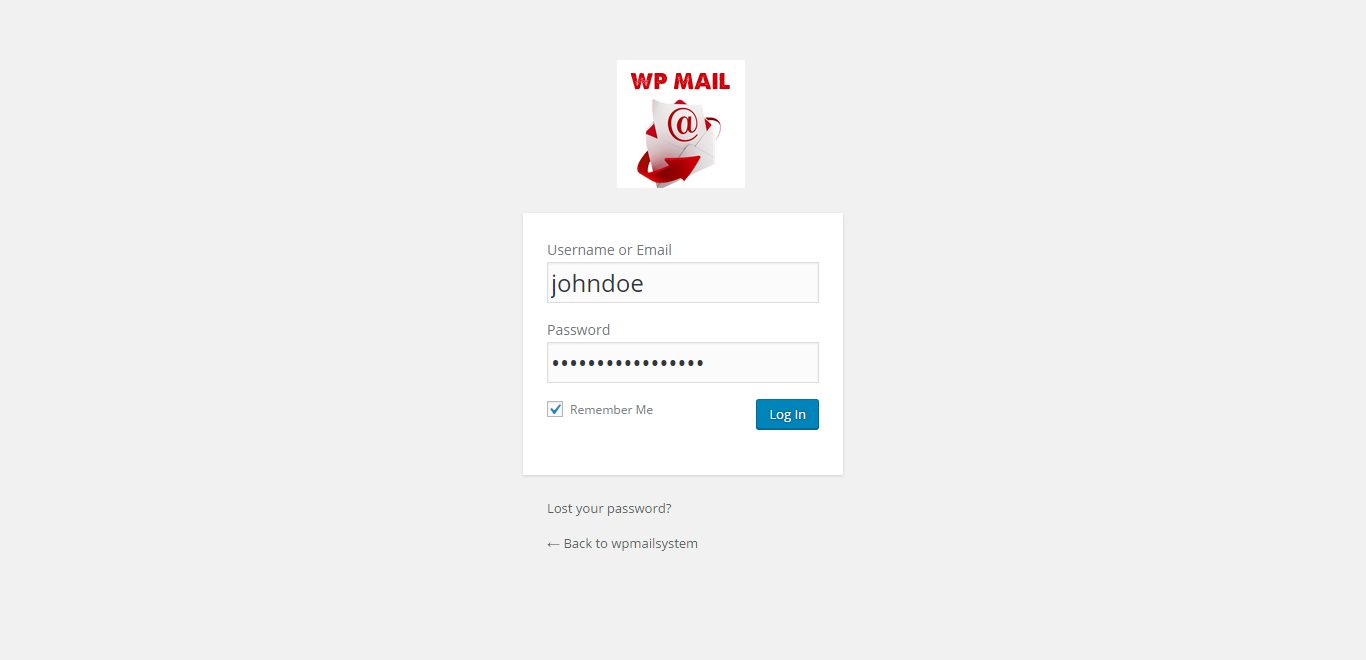 WP MAIL
@
Username or Email
johndoe
Password
•••••••••••••••••
Remember Me
Log In
Lost your password?
← Back to wpmailsystem